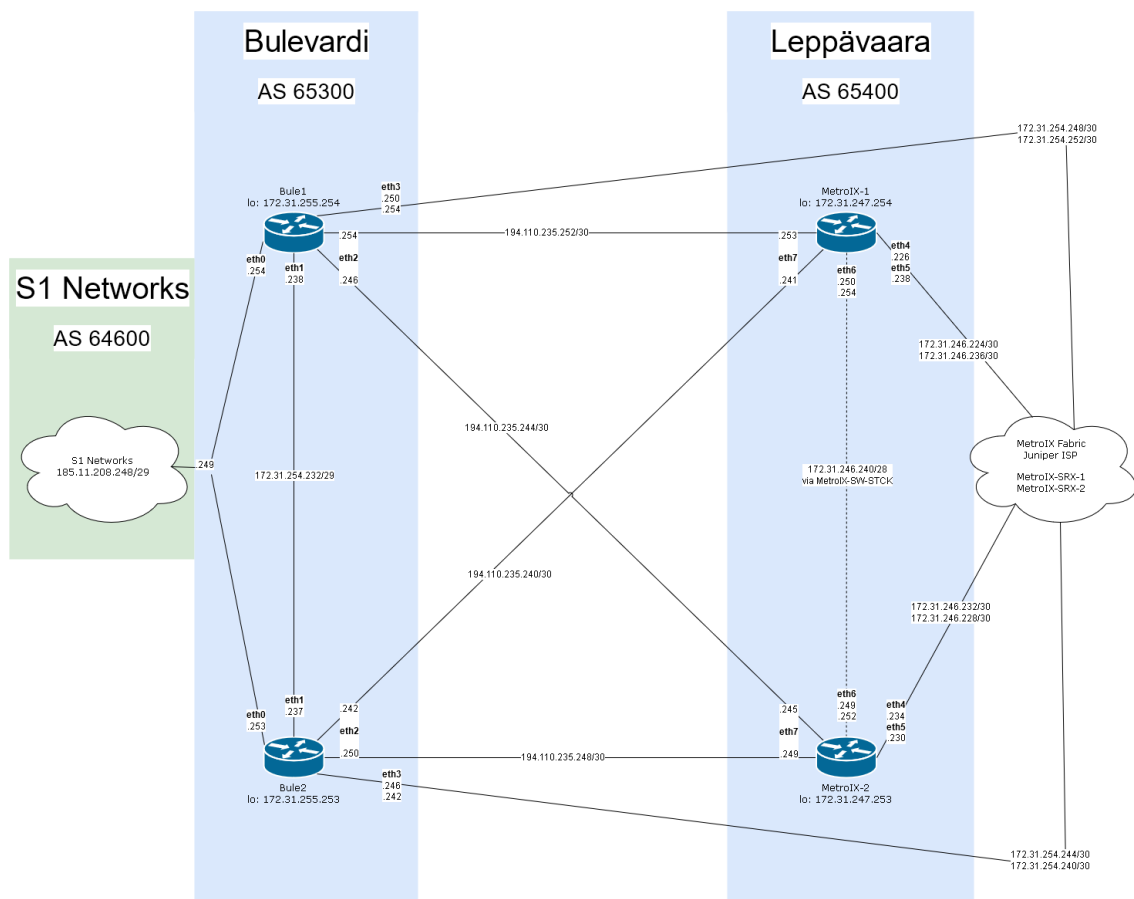 Bulevardi
AS 65300
Leppävaara
AS 65400
172.31.254.248/30
172.31.254.252/30
Bule1
lo: 172.31.255.254
eth3
.250
.254
MetroIX-1
lo: 172.31.247.254
.254
eth2
.246
194.110.235.252/30
.253
eth7
.241
eth4
.226
eth5
.238
eth0
.254
eth1
.238
eth6
.250
.254
S1 Networks
AS 64600
172.31.246.224/30
172.31.246.236/30
194.110.235.244/30
S1 Networks
185.11.208.248/29
.249
172.31.254.232/29
172.31.246.240/28
via MetroIX-SW-STCK
MetroIX Fabric
Juniper ISP
MetroIX-SRX-1
MetroIX-SRX-2
194.110.235.240/30
172.31.246.232/30
172.31.246.228/30
eth0
.253
eth1
.237
.242
eth2
.250
194.110.235.248/30
.245
eth7
.249
eth6
.249
.252
eth4
.234
eth5
.230
Bule2
lo: 172.31.255.253
eth3
.246
.242
MetroIX-2
lo: 172.31.247.253
172.31.254.244/30
172.31.254.240/30